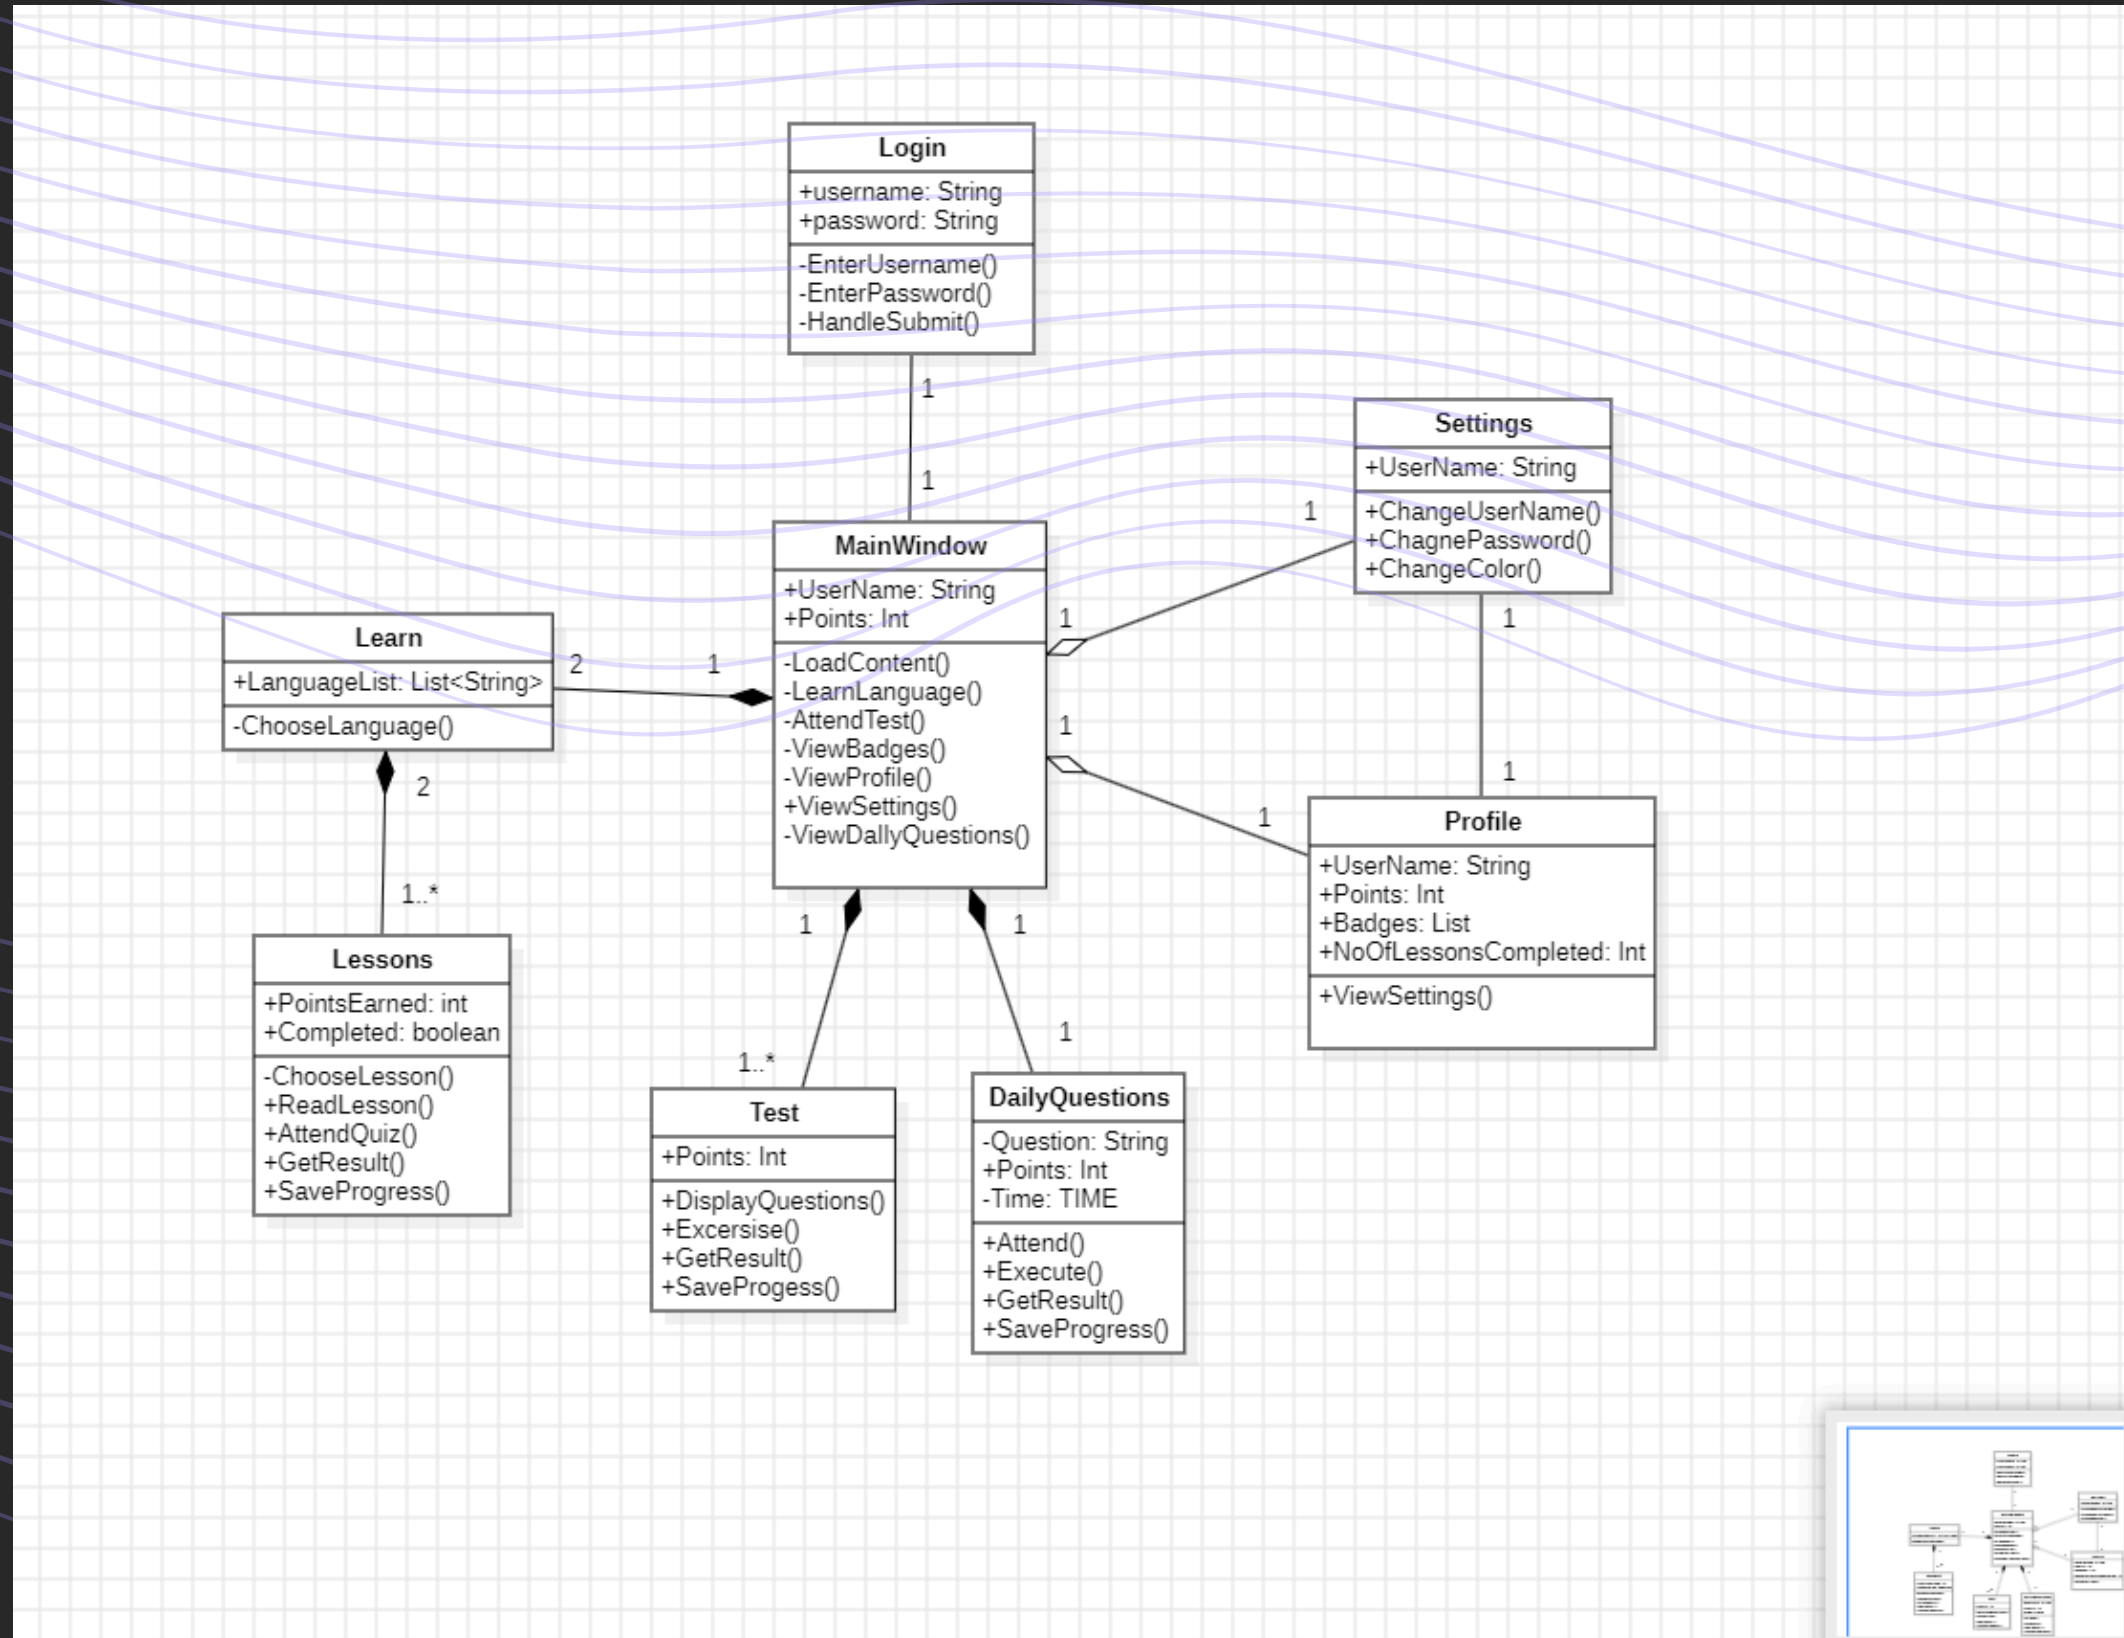 Login
+username: String
+password: String
-EnterUsername()
-EnterPassword()
-HandleSubmit()
1
1
Settings
+UserName: String
+ChangeUserName()
+ChagnePassword()
+ChangeColor()
1
1
1
1
MainWindow
+UserName: String
+Points: Int
-LoadContent()
-LearnLanguage()
-AttendTest()
-ViewBadges()
-ViewProfile()
+ViewSettings()
-ViewDallyQuestions()
Learn
+LanguageList: List<String>
-ChooseLanguage()
2
1
2
1..*
Lessons
+PointsEarned: int
+Completed: boolean
-ChooseLesson()
+ReadLesson()
+AttendQuiz()
+GetResult()
+SaveProgress()
1
1
Profile
+UserName: String
+Points: Int
+Badges: List
+NoOfLessonsCompleted: Int
+ViewSettings()
1
1..*
Test
+Points: Int
+DisplayQuestions()
+Excersise()
+GetResult()
+SaveProgess()
1
1
DailyQuestions
-Question: String
+Points: Int
-Time: TIME
+Attend()
+Execute()
+GetResult()
+SaveProgress()